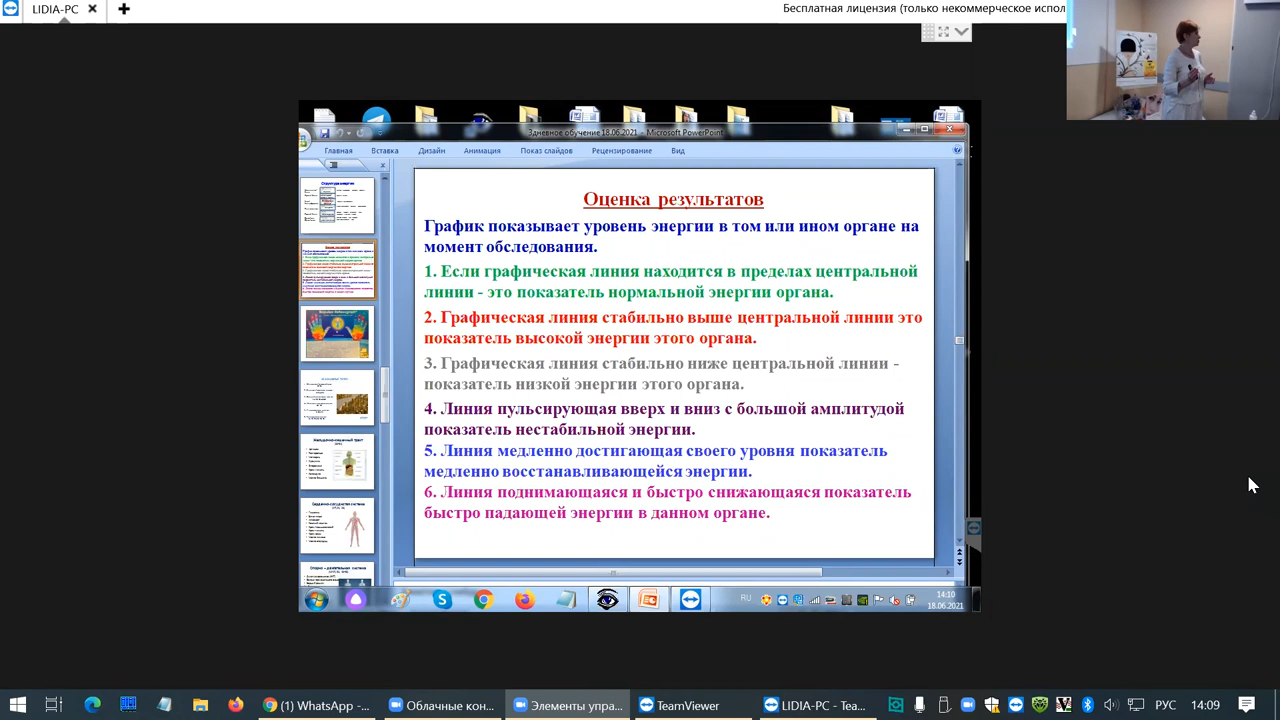 LIDIA-PC
Бесплатная лицензия (только некоммерческое испол
3дневное обучение 18.06.2021 - Microsoft PowerPoint
Главная Вставка Дизайн Анимация Показ слайдов Рецензирование Вид
Оценка результатов
График показывает уровень энергии в том или ином органе на
момент обследования.
1. Если графическая линия находится в пределах центральной
линии - это показатель нормальной энергии органа.
2. Графическая линия стабильно выше центральной линии это
показатель высокой энергии этого органа.
3. Графическая линия стабильно ниже центральной линии -
показатель низкой энергии этого органа.
4. Линия пульсирующая вверх и вниз с большой амплитудой
показатель нестабильной энергии.
5. Линия медленно достигающая своего уровня показатель
медленно восстанавливающейся энергии.
6. Линия поднимающаяся и быстро снижающаяся показатель
быстро падающей энергии в данном органе.
RU
14:10
18.06.2021
(1) WhatsApp -...
Облачные кон...
Элементы упра...
TeamViewer
LIDIA-PC - Tea...
РУС
14:09